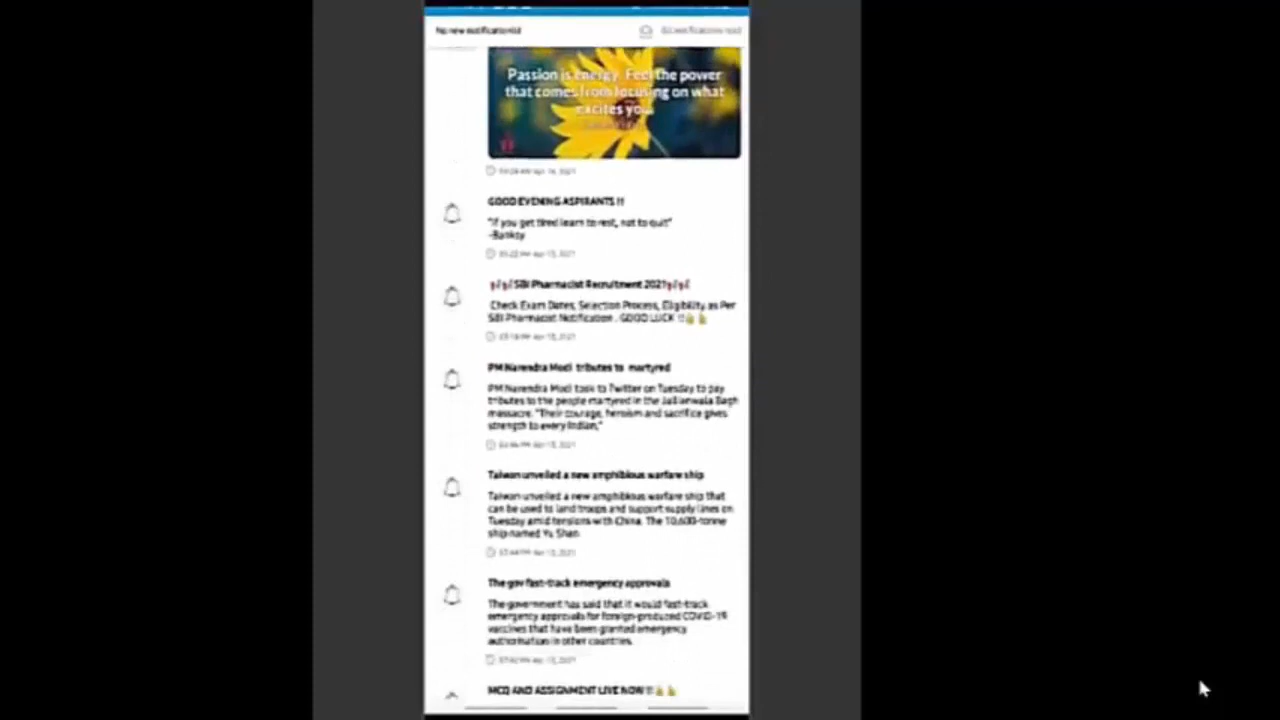 No new notification(s)
Passion is energy. Feel the power
that comes from focusing on what
excites you.
GOOD EVENING ASPIRANTS !!
"If you get tired learn to rest, not to quit"
-Banksy
SBI Pharmacist Recruitment 2021
Check Exam Dates, Selection Process, Eligibility as Per
SBI Pharmacist Notification . GOOD LUCK !!
PM Narendra Modi tributes to martyred
PM Narendra Modi took to Twitter on Tuesday to pay
tributes to the people martyred in the Jallianwala Bagh
massacre. "Their courage, heroism and sacrifice gives
strength to every Indian,"
Taiwan unveiled a new amphibious warfare ship
Taiwan unveiled a new amphibious warfare ship that
can be used to land troops and support supply lines on
Tuesday amid tensions with China. The 10,600-tonne
ship named Yu Shan
The gov fast-track emergency approvals
The government has said that it would fast-track
emergency approvals for foreign-produced COVID-19
vaccines that have been granted emergency
authorisation in other countries.
MCQ AND ASSIGNMENT LIVE NOW !!